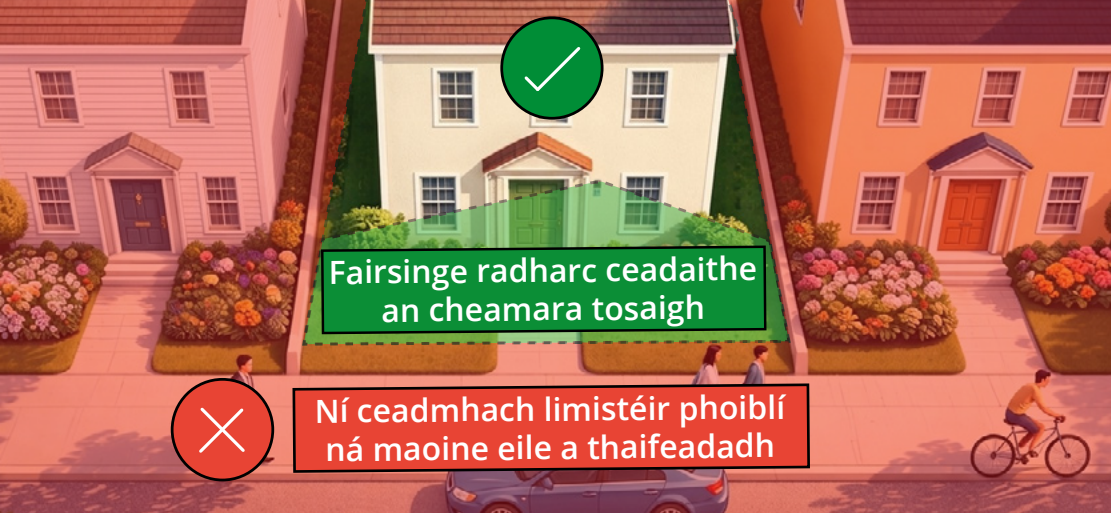 Fairsinge radharc ceadaithe
an cheamara tosaigh
Ní ceadmhach limistéir phoiblí
ná maoine eile a thaifeadadh